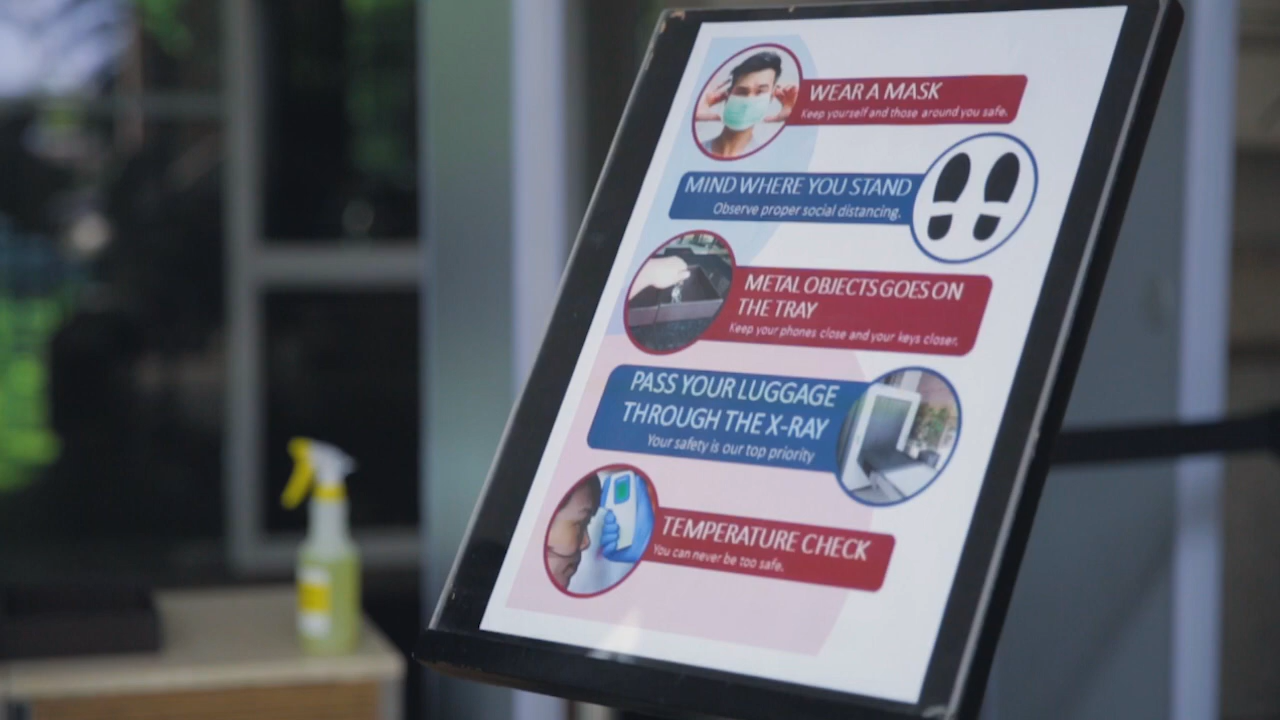 WEAR A MASK
Keep yourself and those around you safe.
MIND WHERE YOU STAND
Observe proper social distancing.
METAL OBJECTS GOES ON
THE TRAY
Keep your phones close and your keys closer.
PASS YOUR LUGGAGE
THROUGH THE X-RAY
Your safety is our top priority
TEMPERATURE CHECK
You can never be too safe.